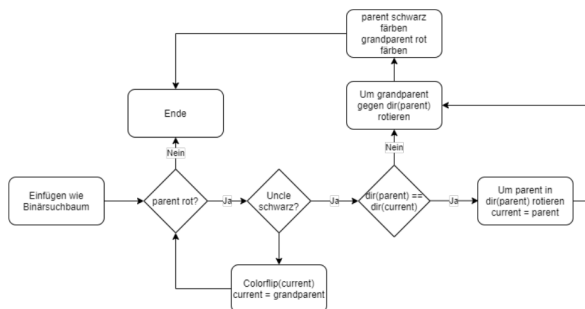 parent schwarz
färben
grandparent rot
färben
Ende
Um grandparent
gegen dir(parent)
rotieren
Nein
Nein
Einfügen wie
Binärsuchbaum
parent rot?
Ja
Uncle
schwarz?
Ja
dir(parent) ==
dir(current)
Ja
Um parent in
dir(parent) rotieren
current = parent
Colorflip(current)
current = grandparent